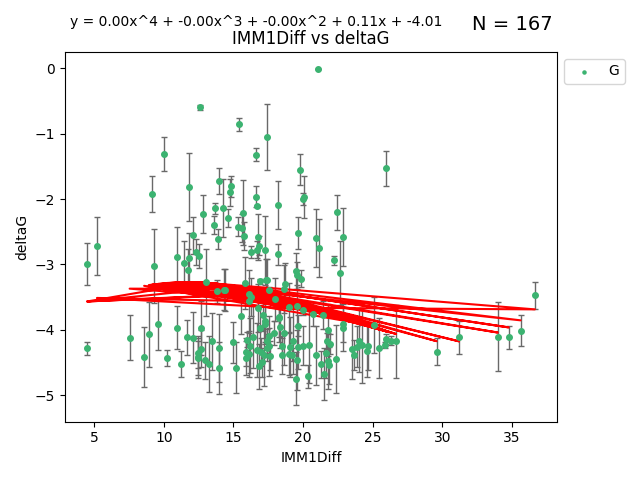 y = 0.00x^4 + -0.00x^3 + -0.00x^2 + 0.11x + -4.01
N = 167
IMM1Diff vs deltaG
G
deltaG
0
−1
−2
−3
−4
−5
5 10 15 20 25 30 35
IMM1Diff